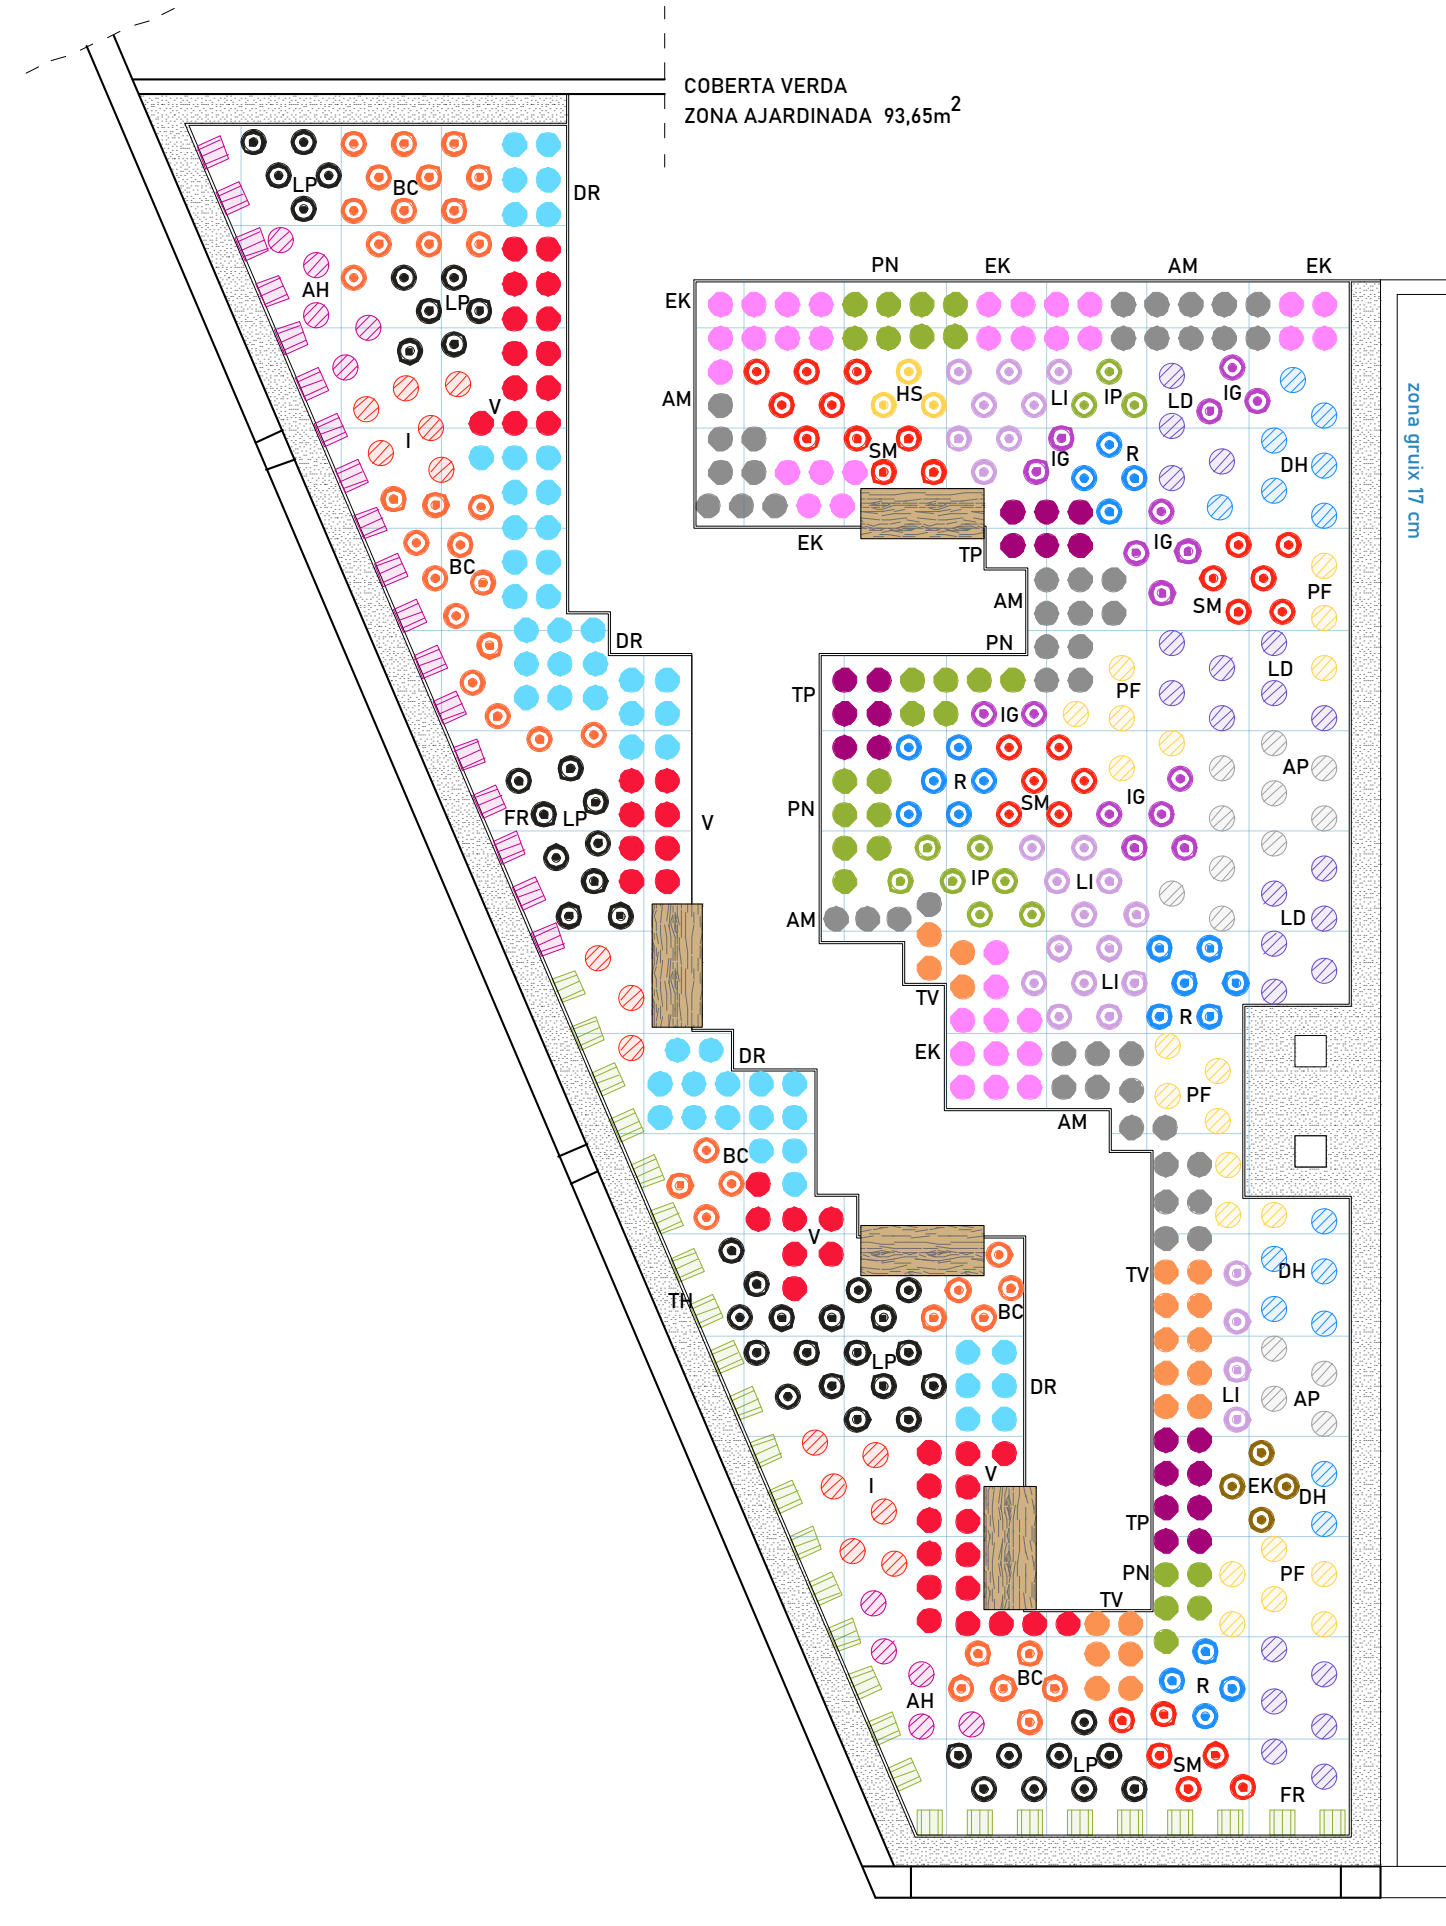 COBERTA VERDA
ZONA AJARDINADA 93,65m2
LP
BC
DR
PN
EK
AM
EK
AH
LP
EK
zona gruix 17 cm
AM
HS
LI
IP
LD
IG
V
I
SM
IG
R
DH
EK
TP
IG
BC
AM
SM
PF
DR
PN
LD
TP
PF
IG
AP
R
SM
IG
PN
FR
LP
V
IP
LI
AM
LD
TV
LI
R
DR
EK
PF
AM
BC
V
TV
DH
TH
BC
LP
DR
LI
AP
I
V
EK
DH
TP
PN
PF
TV
BC
R
AH
LP
SM
FR